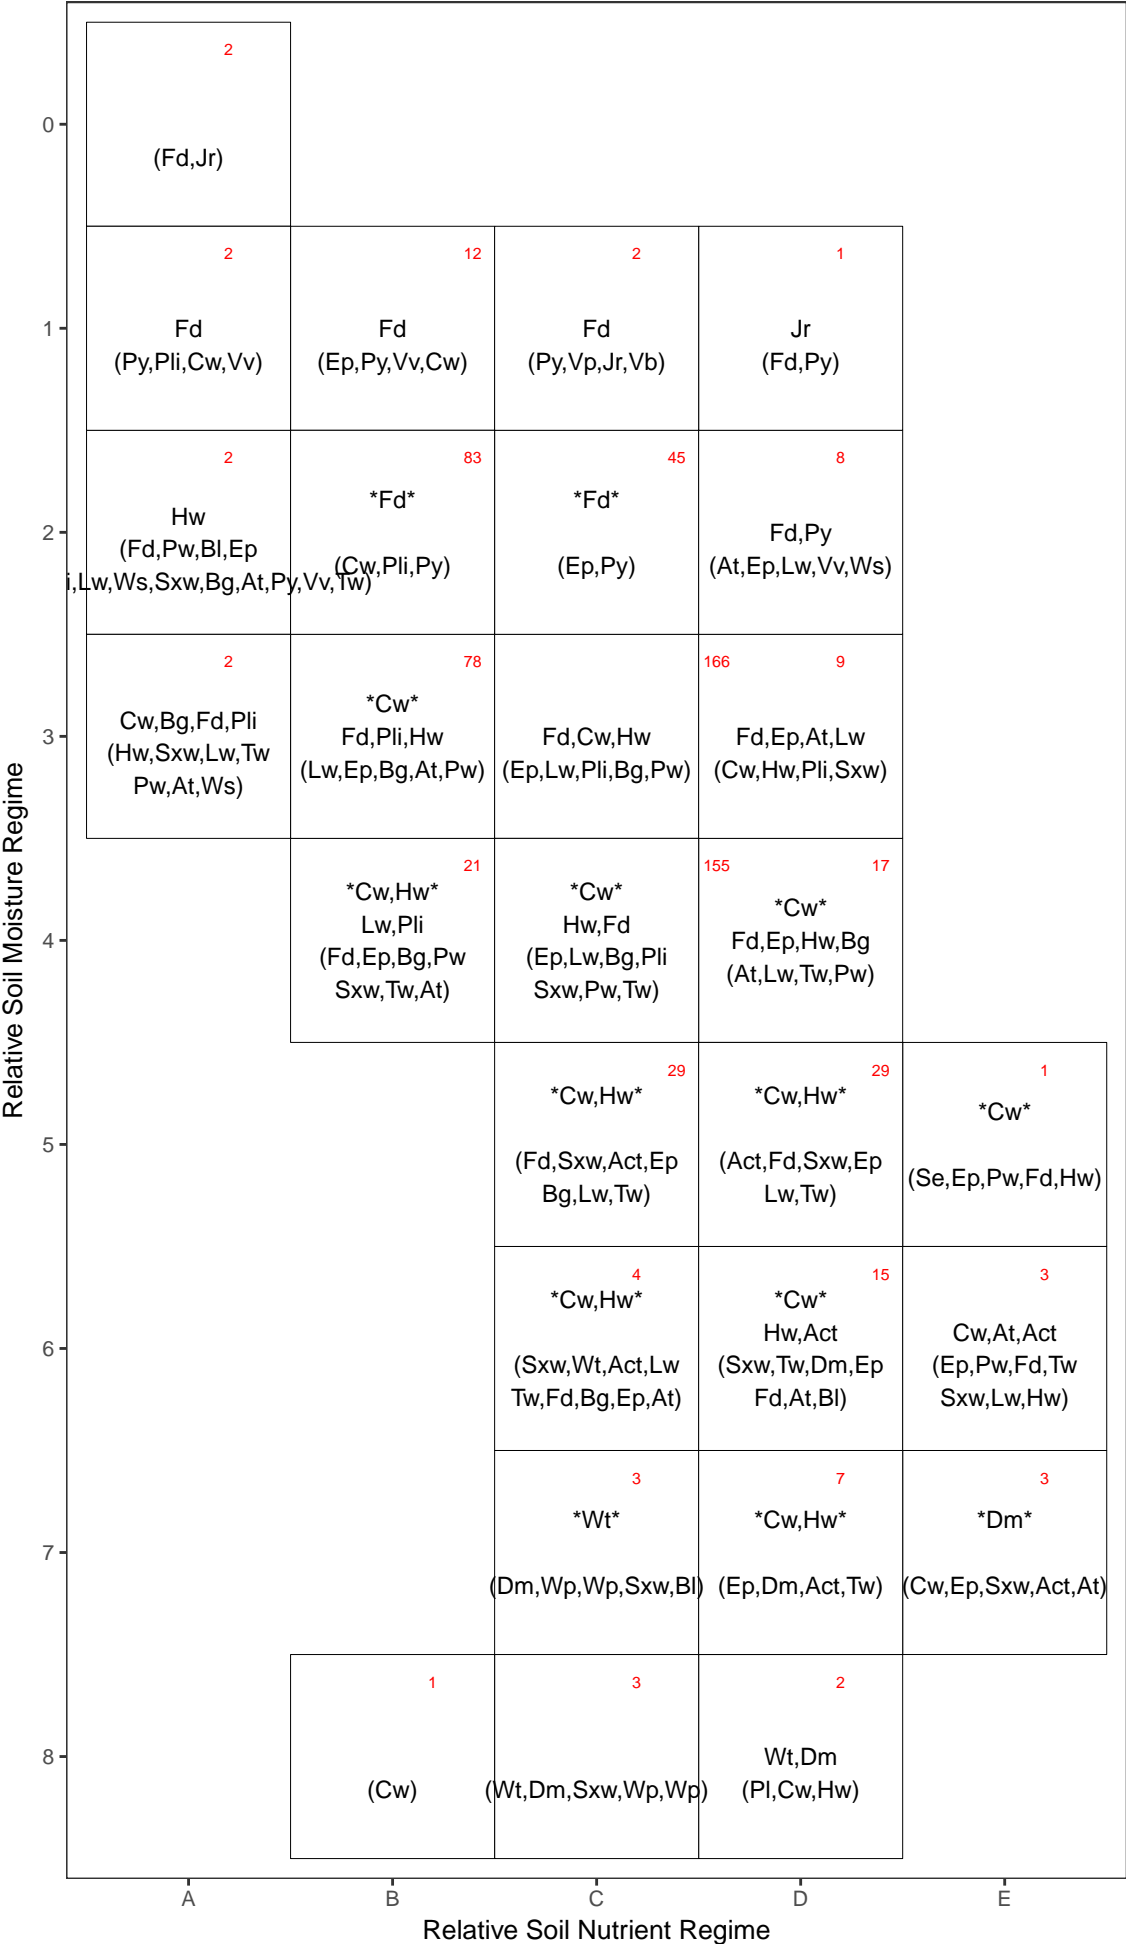 2
0
(Fd,Jr)
2
12
2
1
1
Fd
(Py,Pli,Cw,Vv)
Fd
(Ep,Py,Vv,Cw)
Fd
(Py,Vp,Jr,Vb)
Jr
(Fd,Py)
2
83
45
8
2
Hw
(Fd,Pw,Bl,Ep
i,Lw,Ws,Sxw,Bg,At,Py,Vv,Tw)
*Fd*
(Cw,Pli,Py)
*Fd*
(Ep,Py)
Fd,Py
(At,Ep,Lw,Vv,Ws)
2
78
166
9
3
Cw,Bg,Fd,Pli
(Hw,Sxw,Lw,Tw
Pw,At,Ws)
*Cw*
Fd,Pli,Hw
(Lw,Ep,Bg,At,Pw)
Fd,Cw,Hw
(Ep,Lw,Pli,Bg,Pw)
Fd,Ep,At,Lw
(Cw,Hw,Pli,Sxw)
21
155
17
4
*Cw,Hw*
Lw,Pli
(Fd,Ep,Bg,Pw
Sxw,Tw,At)
*Cw*
Hw,Fd
(Ep,Lw,Bg,Pli
Sxw,Pw,Tw)
*Cw*
Fd,Ep,Hw,Bg
(At,Lw,Tw,Pw)
29
29
1
5
*Cw,Hw*
(Fd,Sxw,Act,Ep
Bg,Lw,Tw)
*Cw,Hw*
(Act,Fd,Sxw,Ep
Lw,Tw)
*Cw*
(Se,Ep,Pw,Fd,Hw)
4
15
3
6
*Cw,Hw*
(Sxw,Wt,Act,Lw
Tw,Fd,Bg,Ep,At)
*Cw*
Hw,Act
(Sxw,Tw,Dm,Ep
Fd,At,Bl)
Cw,At,Act
(Ep,Pw,Fd,Tw
Sxw,Lw,Hw)
3
7
3
7
*Wt*
(Dm,Wp,Wp,Sxw,Bl)
*Cw,Hw*
(Ep,Dm,Act,Tw)
*Dm*
(Cw,Ep,Sxw,Act,At)
1
3
2
8
(Cw)
(Wt,Dm,Sxw,Wp,Wp)
Wt,Dm
(Pl,Cw,Hw)
A
B
C
D
E
Relative Soil Nutrient Regime
Relative Soil Moisture Regime